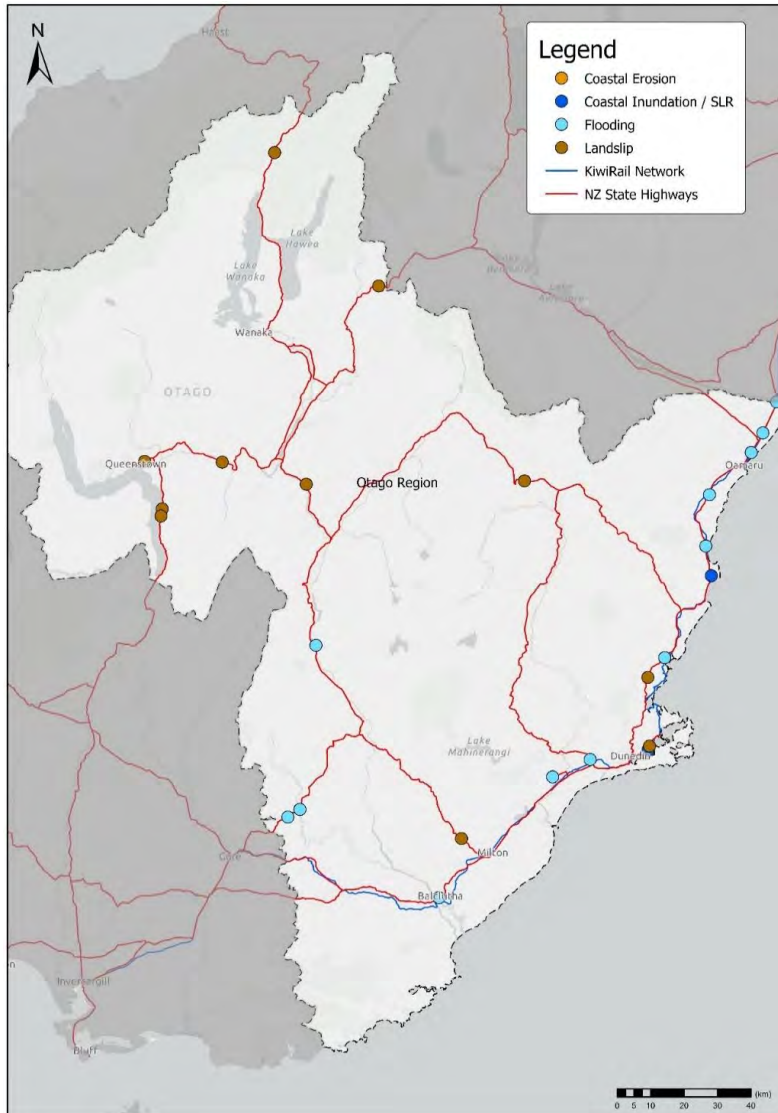 Haast
N
Legend
Coastal Erosion
Coastal Inundation / SLR
Flooding
Landslip
KiwiRail Network
NZ State Highways
Lake
Hawea
Lake
Wanaka
Wanaka
OTAGO
Queenstown
Otago Region
Oamaru
Lake
Mahinerangi
Dunedin
Gore
Milton
Balclutha
Invercargill
Bluff
0 5 10 20 30 40
(km)